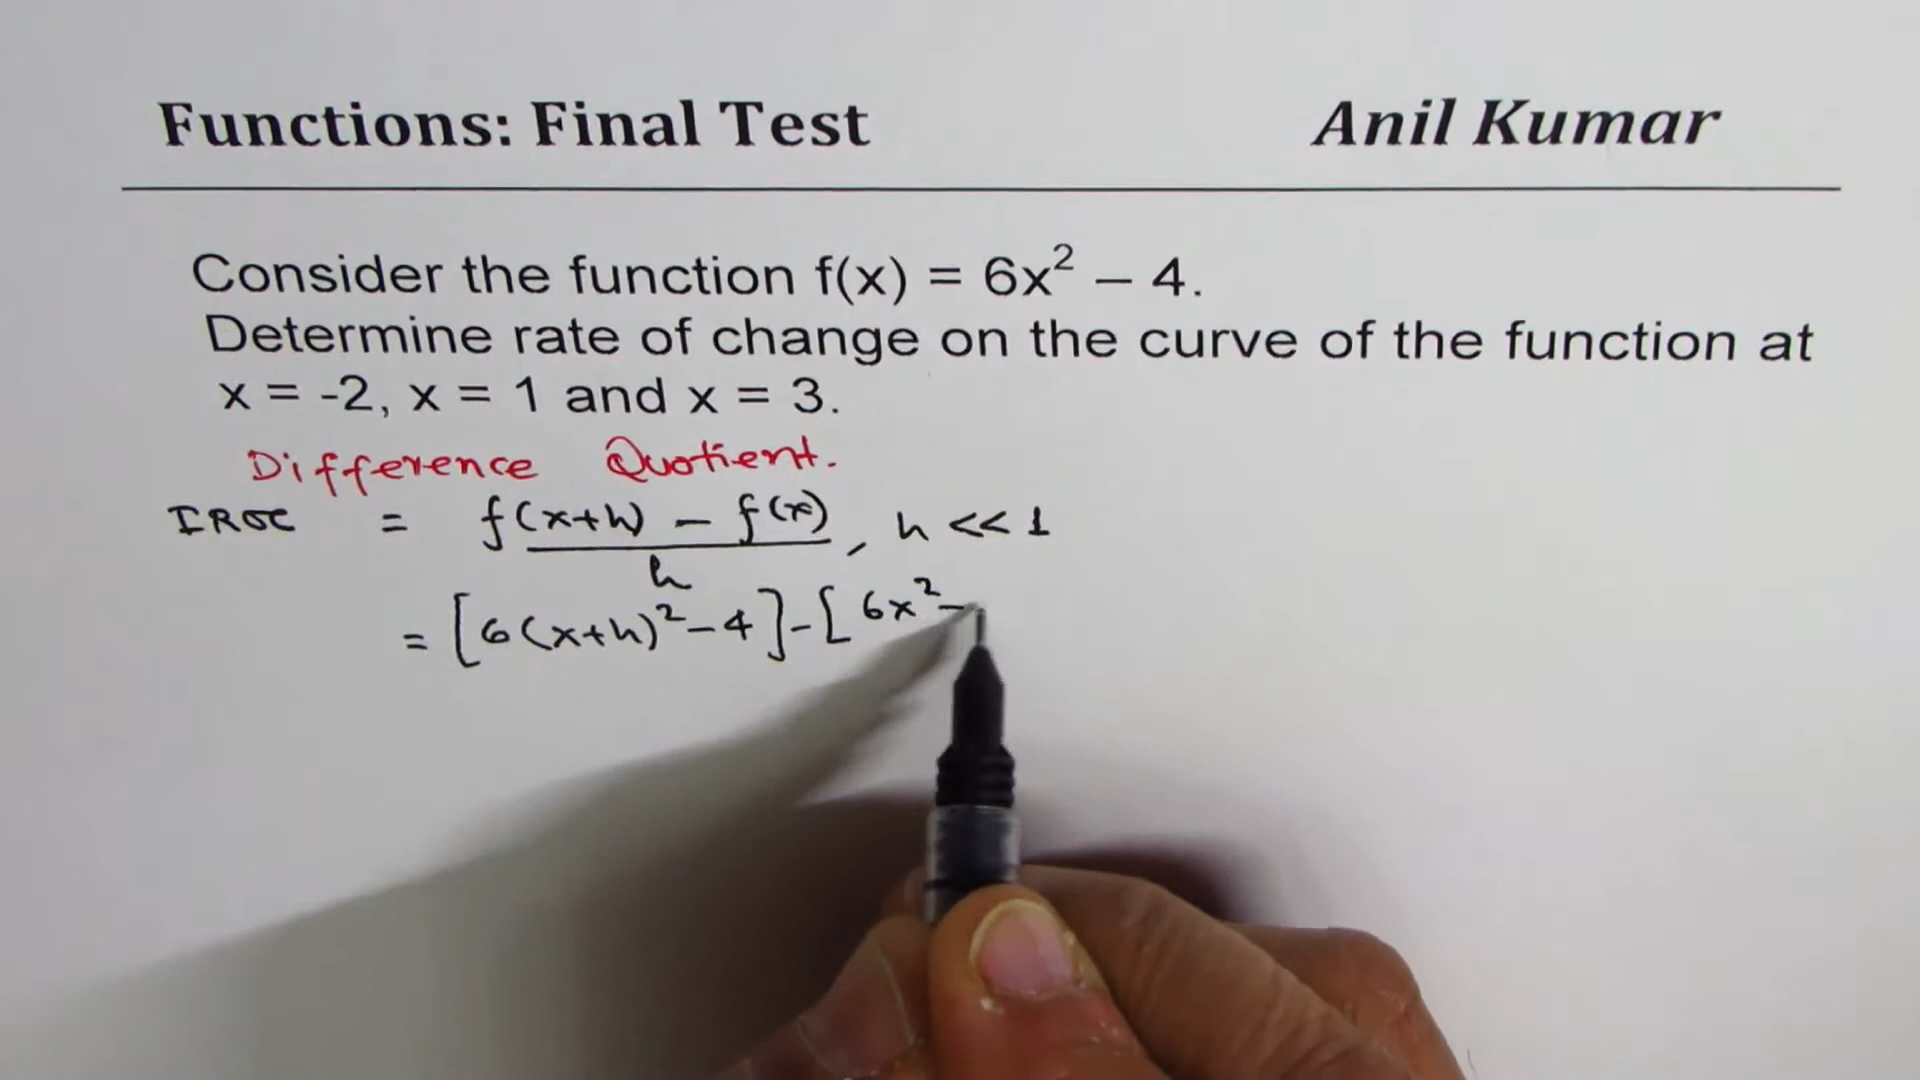 Functions: Final Test Anil Kumar
Consider the function f(x) = 6x² – 4.
Determine rate of change on the curve of the function at
x = -2, x = 1 and x = 3.
Difference Quotient.
IROC = f(x+h) – f(x) , h << 1
h
= [6(x+h)²–4]–[6x²–